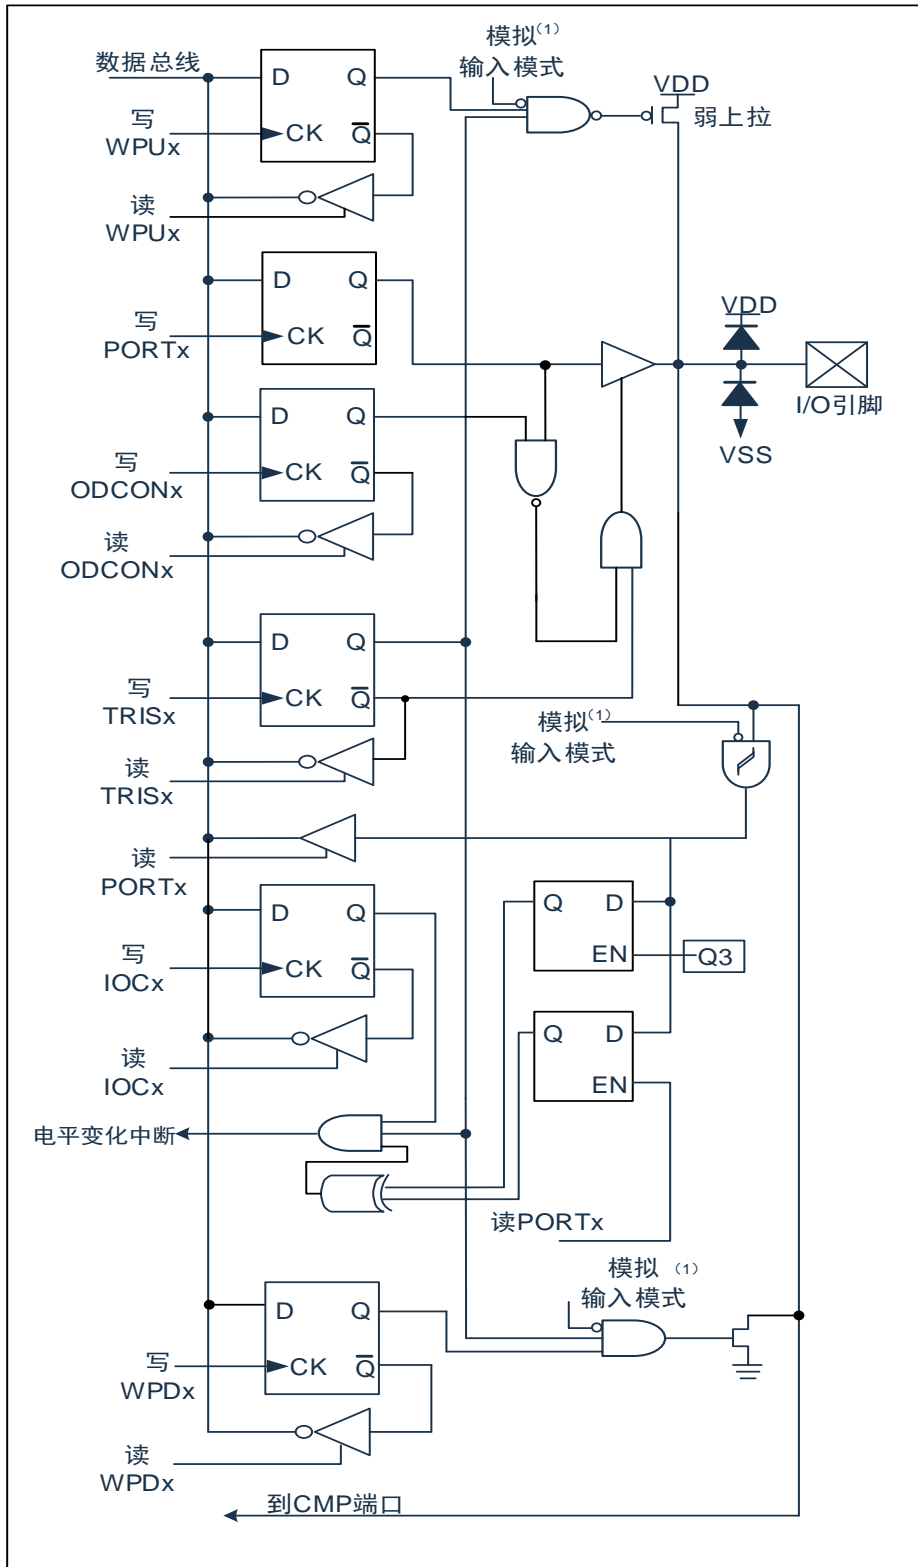 模拟(1)
输入模式
数据总线
D Q
CK Q
写
WPUx
读
WPUx
VDD
弱上拉
D Q
CK Q
写
PORTx
VDD
I/O引脚
VSS
D Q
CK Q
写
ODCONx
读
ODCONx
D Q
CK Q
写
TRISx
读
TRISx
模拟(1)
输入模式
读
PORTx
D Q
CK Q
写
IOCx
读
IOCx
Q D
EN
Q3
Q D
EN
电平变化中断
读PORTx
模拟(1)
输入模式
D Q
CK Q
写
WPDx
读
WPDx
到CMP端口